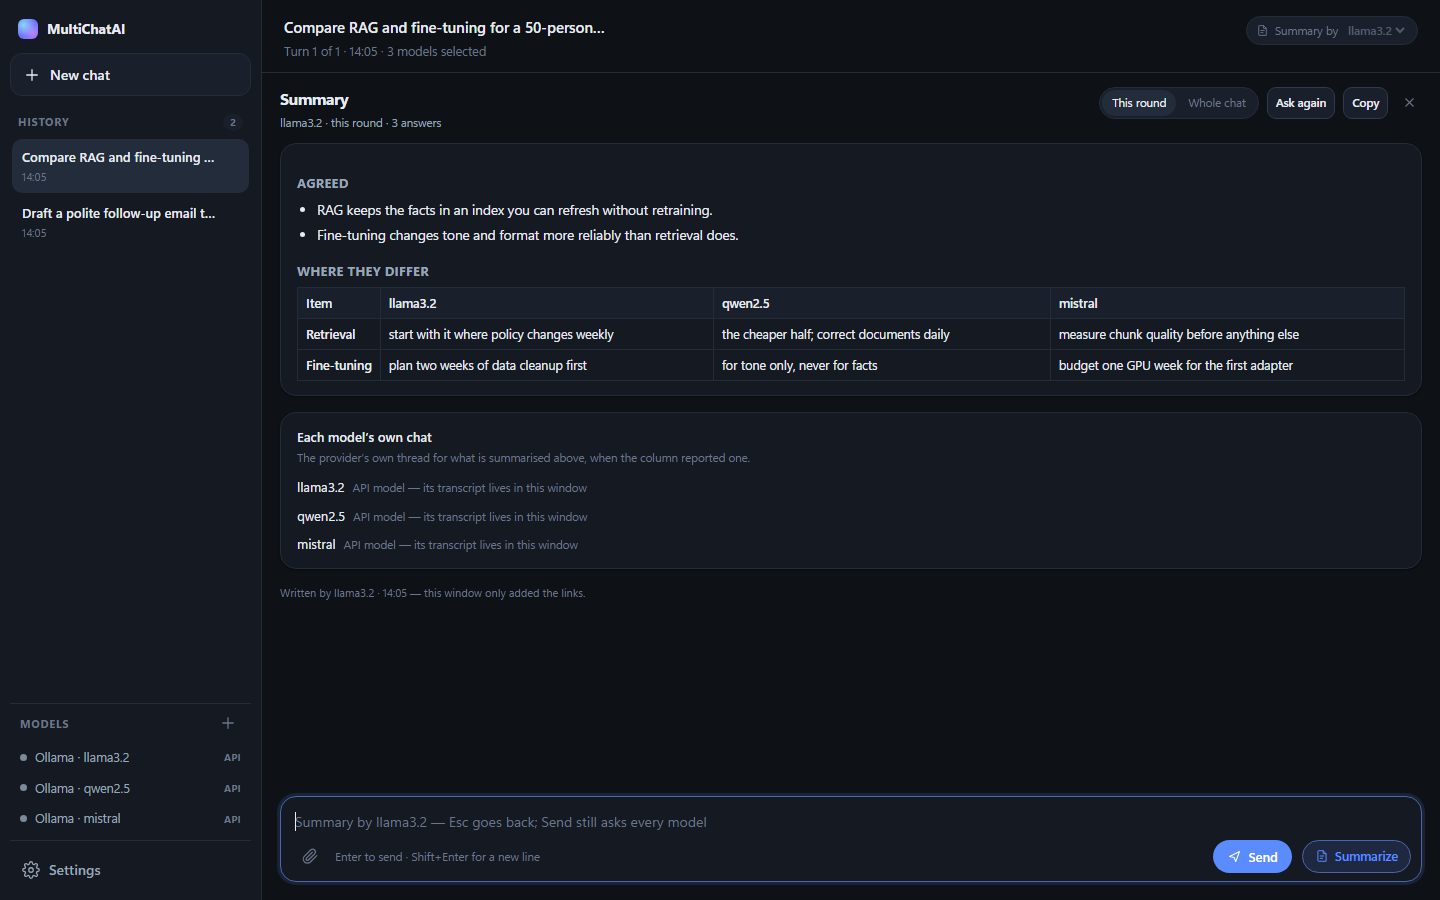 MultiChatAI
New chat
HISTORY 2
Compare RAG and fine-tuning ...
14:05
Draft a polite follow-up email t...
14:05
MODELS
Ollama · llama3.2 API
Ollama · qwen2.5 API
Ollama · mistral API
Settings
Compare RAG and fine-tuning for a 50-person...
Turn 1 of 1 · 14:05 · 3 models selected
Summary by llama3.2
Summary
llama3.2 · this round · 3 answers
This round Whole chat Ask again Copy
AGREED
• RAG keeps the facts in an index you can refresh without retraining.
• Fine-tuning changes tone and format more reliably than retrieval does.
WHERE THEY DIFFER
Item llama3.2 qwen2.5 mistral
Retrieval start with it where policy changes weekly the cheaper half; correct documents daily measure chunk quality before anything else
Fine-tuning plan two weeks of data cleanup first for tone only, never for facts budget one GPU week for the first adapter
Each model's own chat
The provider's own thread for what is summarised above, when the column reported one.
llama3.2 API model — its transcript lives in this window
qwen2.5 API model — its transcript lives in this window
mistral API model — its transcript lives in this window
Written by llama3.2 · 14:05 — this window only added the links.
Summary by llama3.2 — Esc goes back; Send still asks every model
Enter to send · Shift+Enter for a new line
Send
Summarize